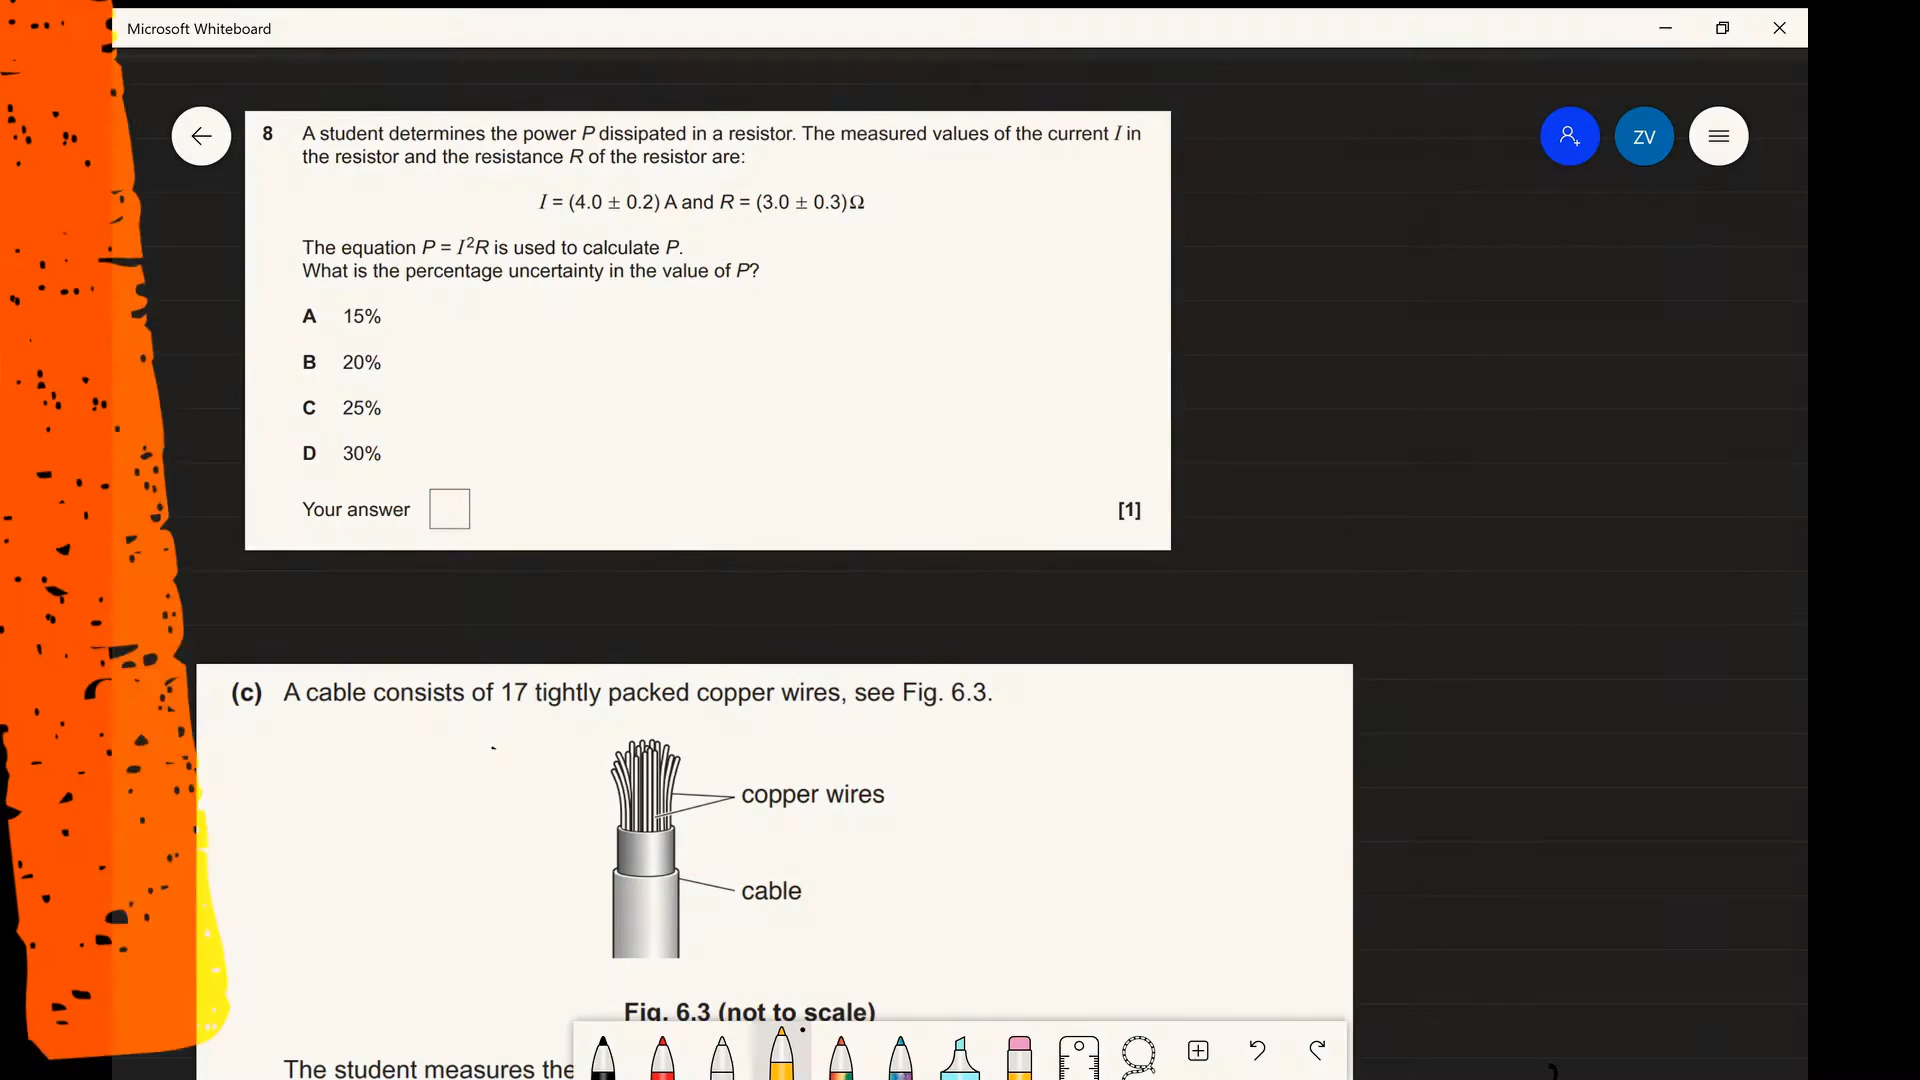 Microsoft Whiteboard
8 A student determines the power P dissipated in a resistor. The measured values of the current I in
the resistor and the resistance R of the resistor are:
I = (4.0 ± 0.2) A and R = (3.0 ± 0.3)Ω
The equation P = I²R is used to calculate P.
What is the percentage uncertainty in the value of P?
A 15%
B 20%
C 25%
D 30%
Your answer [1]
ZV
(c) A cable consists of 17 tightly packed copper wires, see Fig. 6.3.
copper wires
cable
Fig. 6.3 (not to scale)
The student measures the